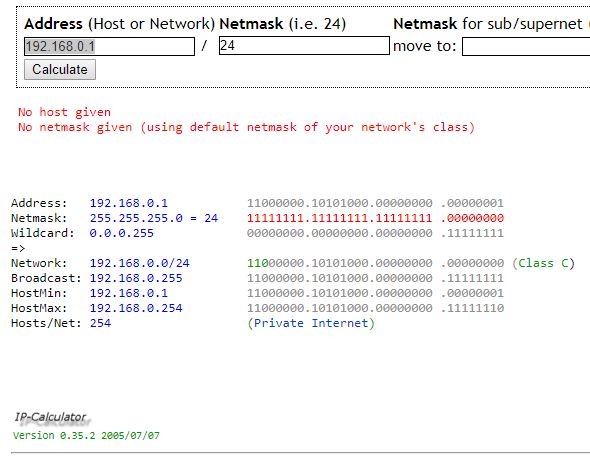 Address (Host or Network) Netmask (i.e. 24) Netmask for sub/supernet (
192.168.0.1 / 24 move to:
Calculate
No host given
No netmask given (using default netmask of your network's class)
Address: 192.168.0.1 11000000.10101000.00000000 .00000001
Netmask: 255.255.255.0 = 24 11111111.11111111.11111111 .00000000
Wildcard: 0.0.0.255 00000000.00000000.00000000 .11111111
=>
Network: 192.168.0.0/24 11000000.10101000.00000000 .00000000 (Class C)
Broadcast: 192.168.0.255 11000000.10101000.00000000 .11111111
HostMin: 192.168.0.1 11000000.10101000.00000000 .00000001
HostMax: 192.168.0.254 11000000.10101000.00000000 .11111110
Hosts/Net: 254 (Private Internet)
IP-Calculator
Version 0.35.2 2005/07/07